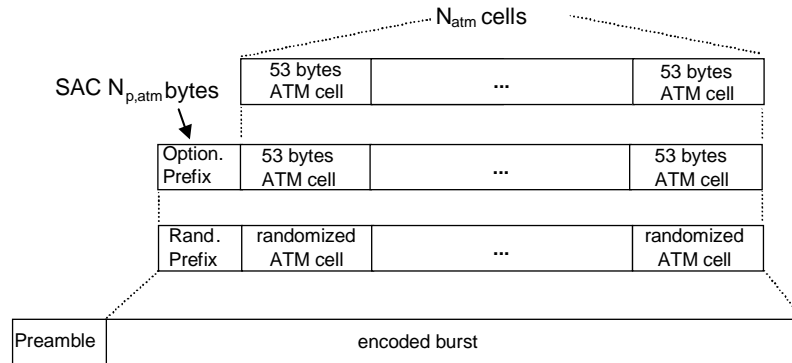 N_atm cells
53 bytes ATM cell
...
53 bytes ATM cell
SAC N_p,atm bytes
Option. Prefix
53 bytes ATM cell
...
53 bytes ATM cell
Rand. Prefix
randomized ATM cell
...
randomized ATM cell
Preamble
encoded burst